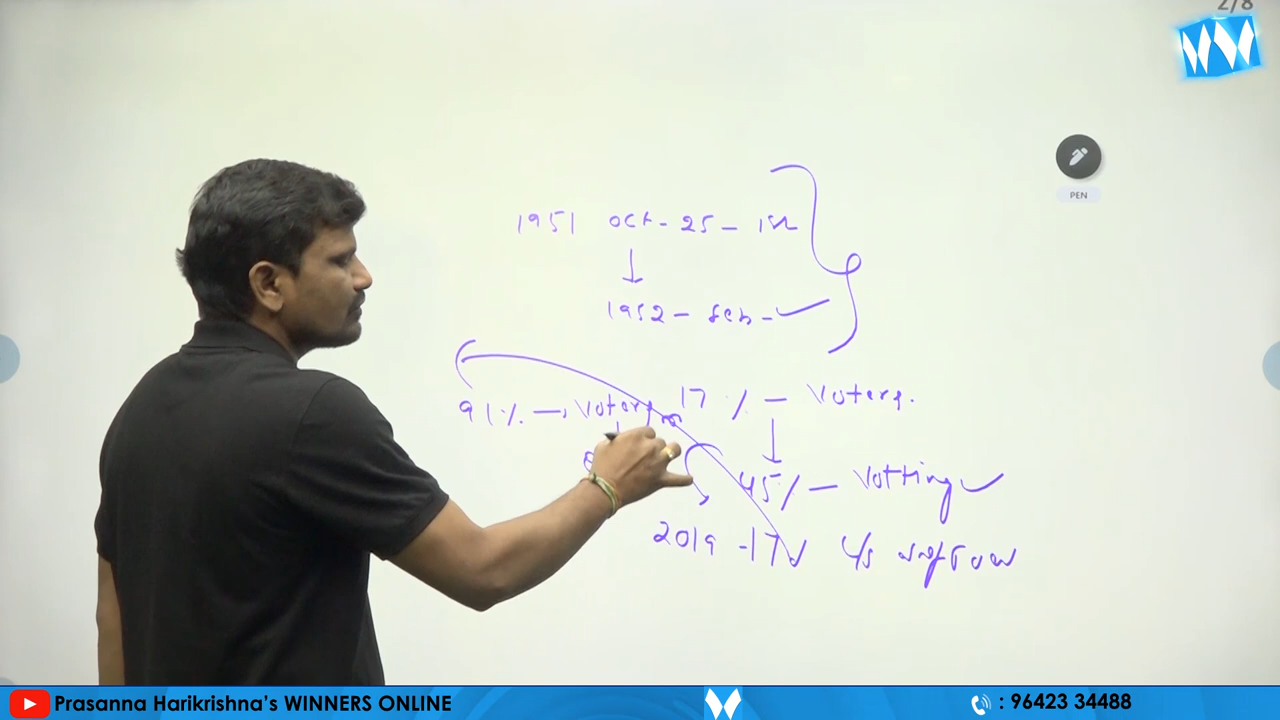 2/8
PEN
1951 Oct - 25 - 1st
1952 - Feb -
17 % - Voters.
91% → Voters
45% - Votting
2019 - 17
Prasanna Harikrishna's WINNERS ONLINE
: 96423 34488